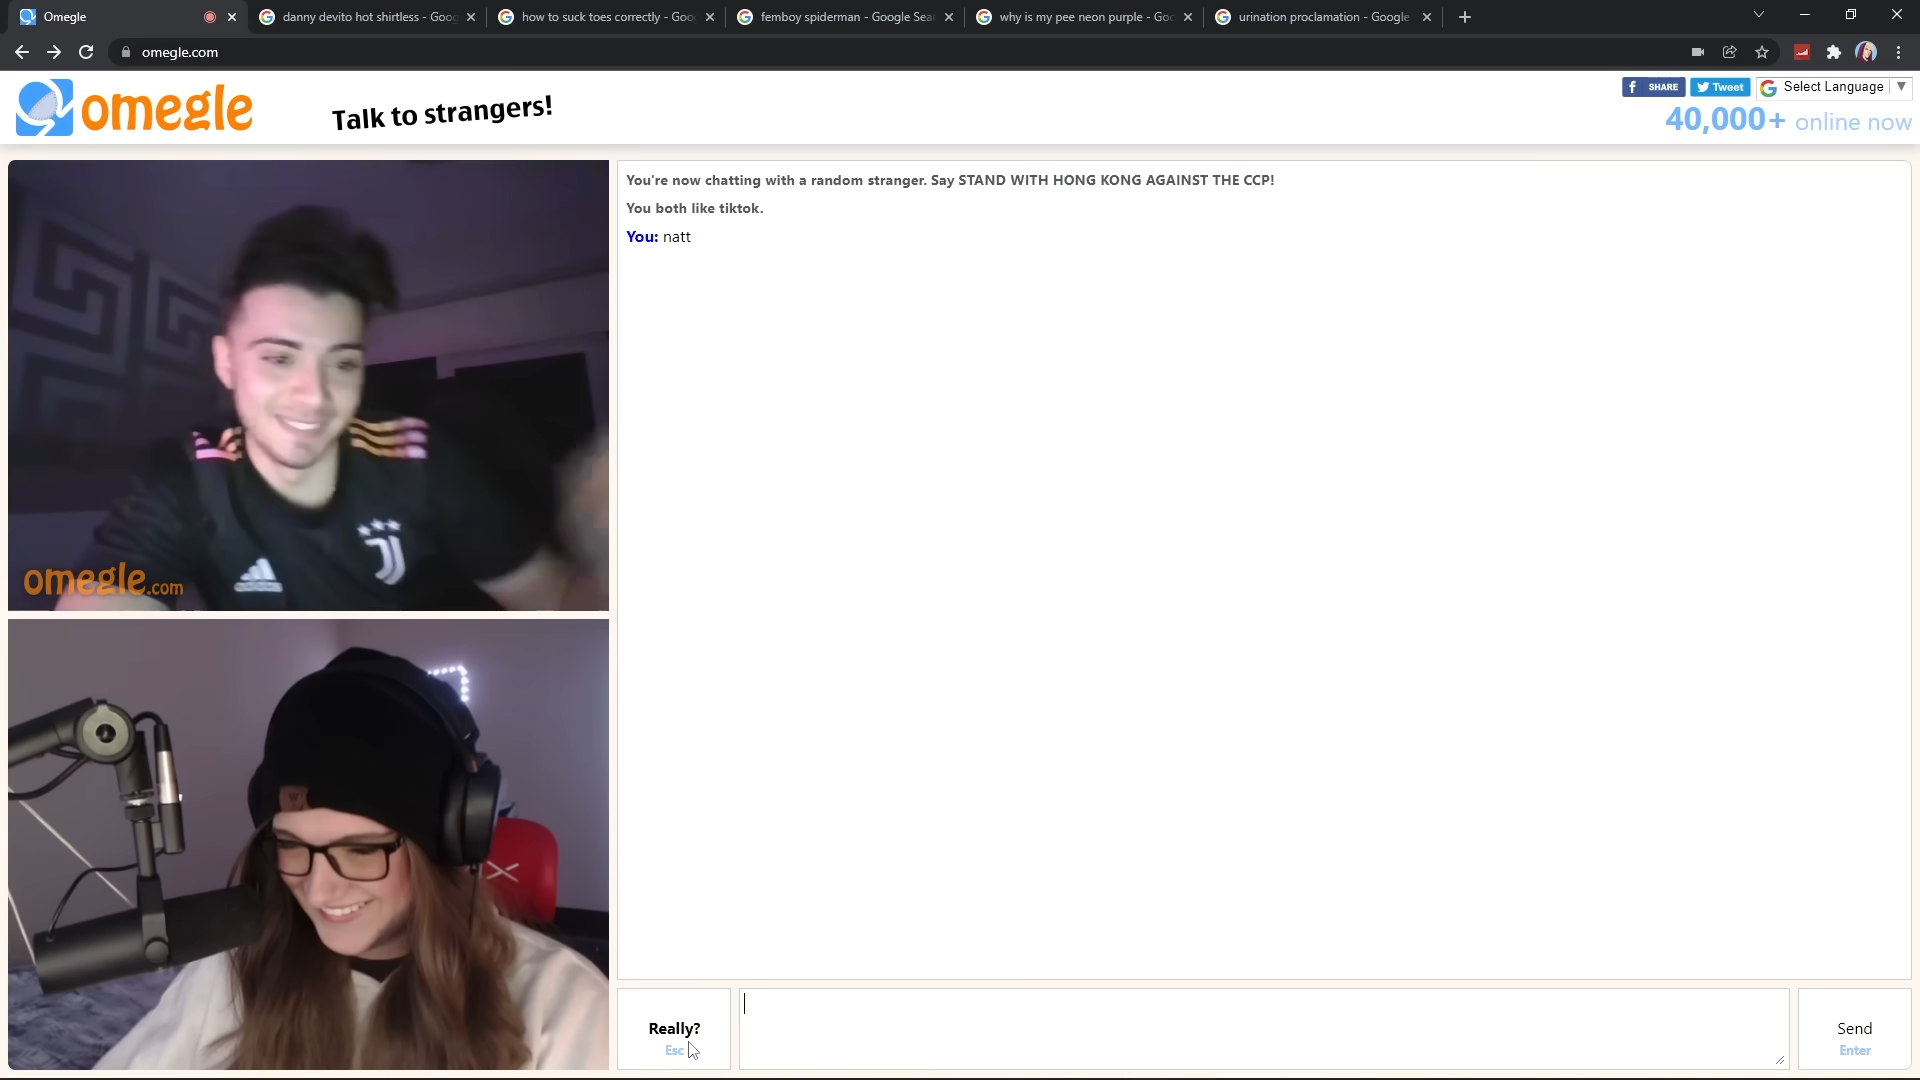 Omegle
danny devito hot shirtless - Goog
how to suck toes correctly - Goo
femboy spiderman - Google Sea
why is my pee neon purple - Goo
urination proclamation - Google
omegle.com
omegle
Talk to strangers!
SHARE
Tweet
Select Language
40,000+ online now
You're now chatting with a random stranger. Say STAND WITH HONG KONG AGAINST THE CCP!
You both like tiktok.
You: natt
adidas
omegle.com
Really?
Esc
Send
Enter